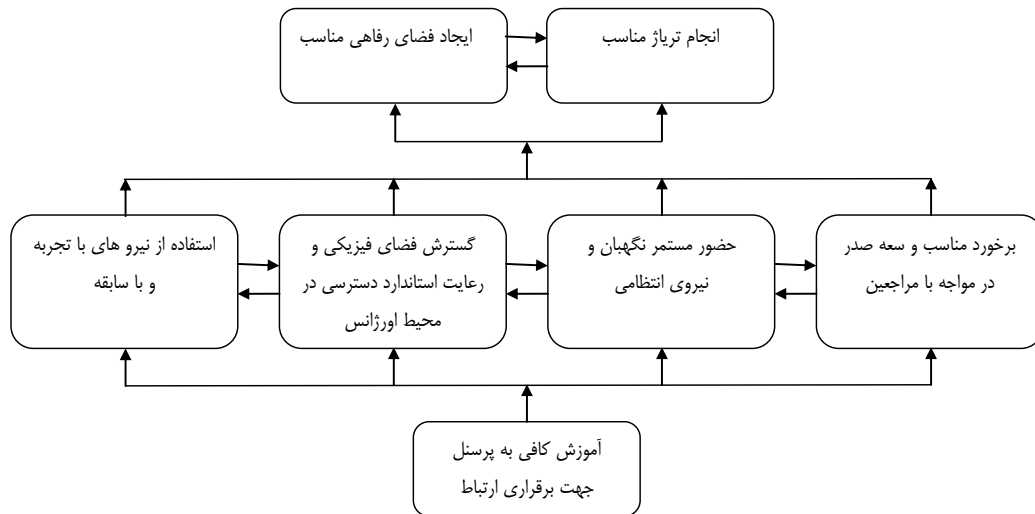 انجام تریاژ مناسب
ایجاد فضای رفاهی مناسب
برخورد مناسب و سعه صدر
در مواجه با مراجعین
حضور مستمر نگهبان و
نیروی انتظامی
گسترش فضای فیزیکی و
رعایت استاندارد دسترسی در
محیط اورژانس
استفاده از نیرو های با تجربه
و با سابقه
آموزش کافی به پرسنل
جهت برقراری ارتباط